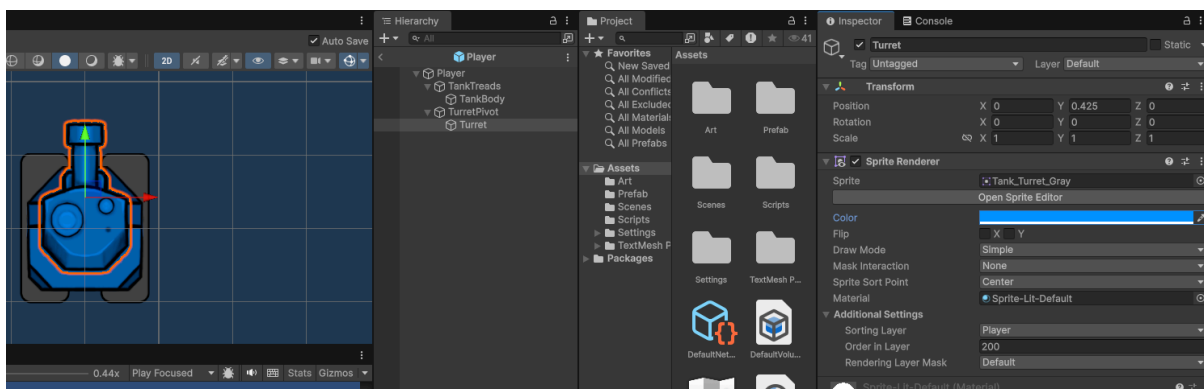 Auto Save
2D
0.44x Play Focused Stats Gizmos
Hierarchy
All
Player
Player
TankTreads
TankBody
TurretPivot
Turret
Project
41
Favorites
New Saved
All Modified
All Conflicts
All Excluded
All Materials
All Models
All Prefabs
Assets
Art
Prefab
Scenes
Scripts
Settings
TextMesh P
Packages
Assets
Art Prefab
Scenes Scripts
Settings TextMesh P...
DefaultNet... DefaultVolu...
Inspector Console
Turret Static
Tag Untagged Layer Default
Transform
Position X 0 Y 0.425 Z 0
Rotation X 0 Y 0 Z 0
Scale X 1 Y 1 Z 1
Sprite Renderer
Sprite Tank_Turret_Gray
Open Sprite Editor
Color
Flip X Y
Draw Mode Simple
Mask Interaction None
Sprite Sort Point Center
Material Sprite-Lit-Default
Additional Settings
Sorting Layer Player
Order in Layer 200
Rendering Layer Mask Default
Sprite-Lit-Default (Material)